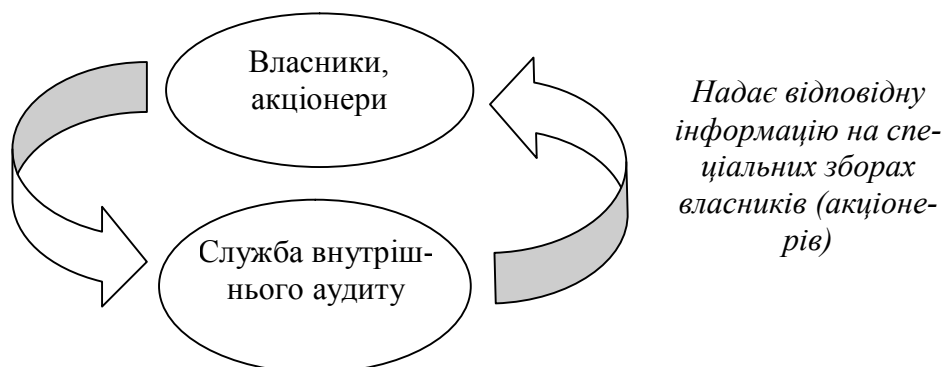 Власники,
акціонери
Надає відповідну
інформацію на спе-
ціальних зборах
власників (акціоне-
рів)
Служба внутріш-
нього аудиту